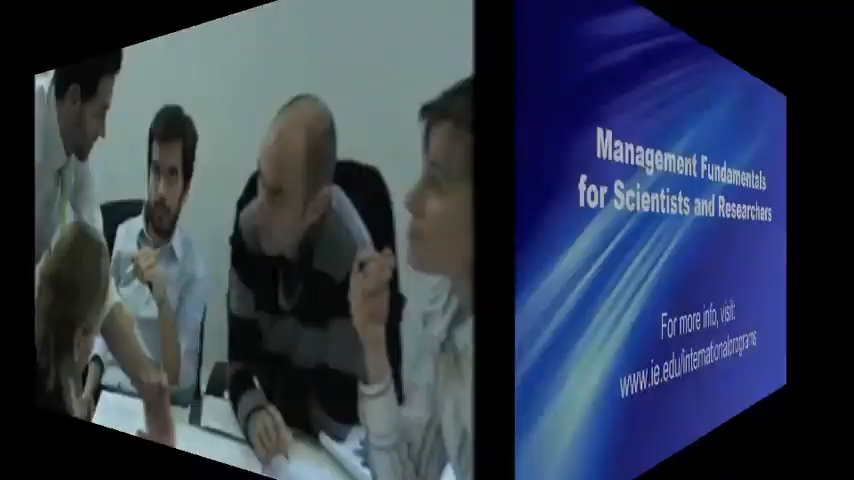 Management Fundamentals
for Scientists and Researchers
For more info, visit:
www.ie.edu/internationalprograms